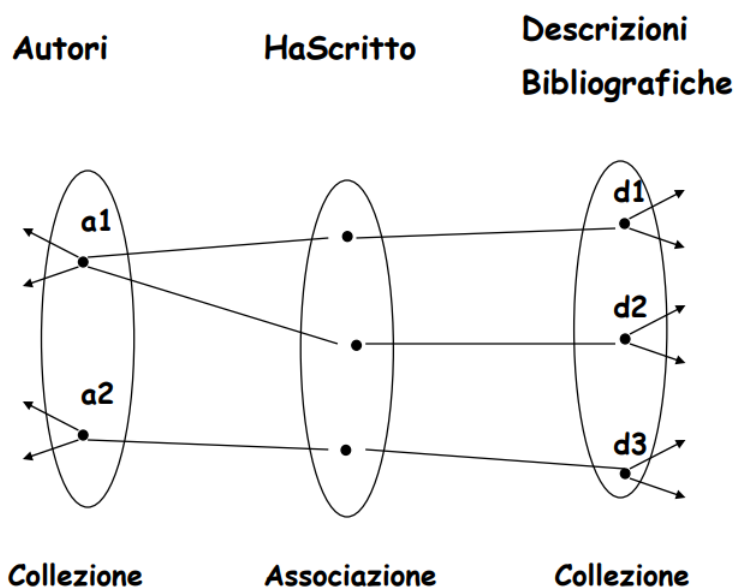 Autori HaScritto Descrizioni
Bibliografiche
a1 d1
d2
a2
d3
Collezione Associazione Collezione